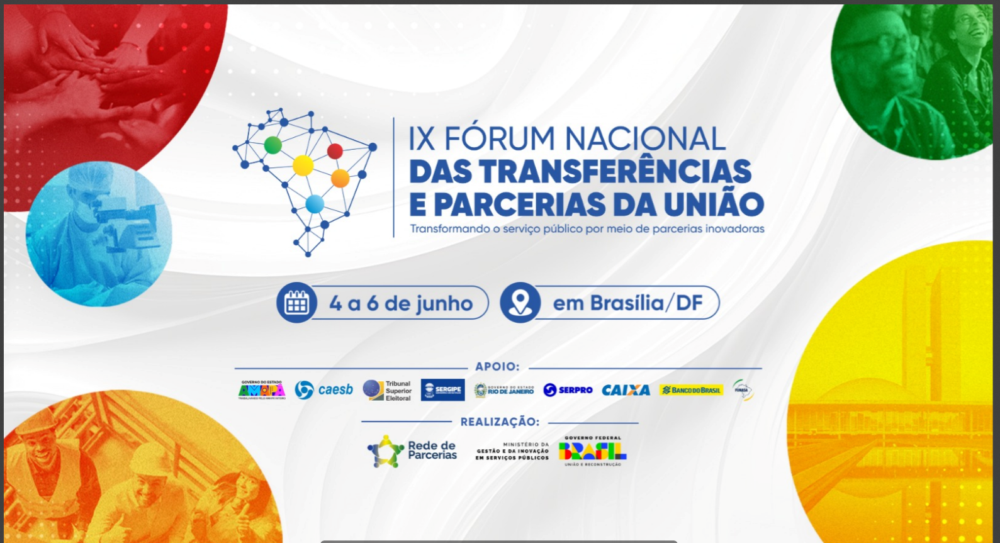 IX FÓRUM NACIONAL
DAS TRANSFERÊNCIAS
E PARCERIAS DA UNIÃO
Transformando o serviço público por meio de parcerias inovadoras
4 a 6 de junho
em Brasília/DF
APOIO:
GOVERNO DO ESTADO
AMAPÁ
caesb
Tribunal
Superior
Eleitoral
SERGIPE
GOVERNO DO ESTADO
RIO DE JANEIRO
SERPRO
CAIXA
BANCO DO BRASIL
FUNASA
REALIZAÇÃO:
Rede de
Parcerias
MINISTÉRIO DA
GESTÃO E DA INOVAÇÃO
EM SERVIÇOS PÚBLICOS
GOVERNO FEDERAL
BRASIL
UNIÃO E RECONSTRUÇÃO